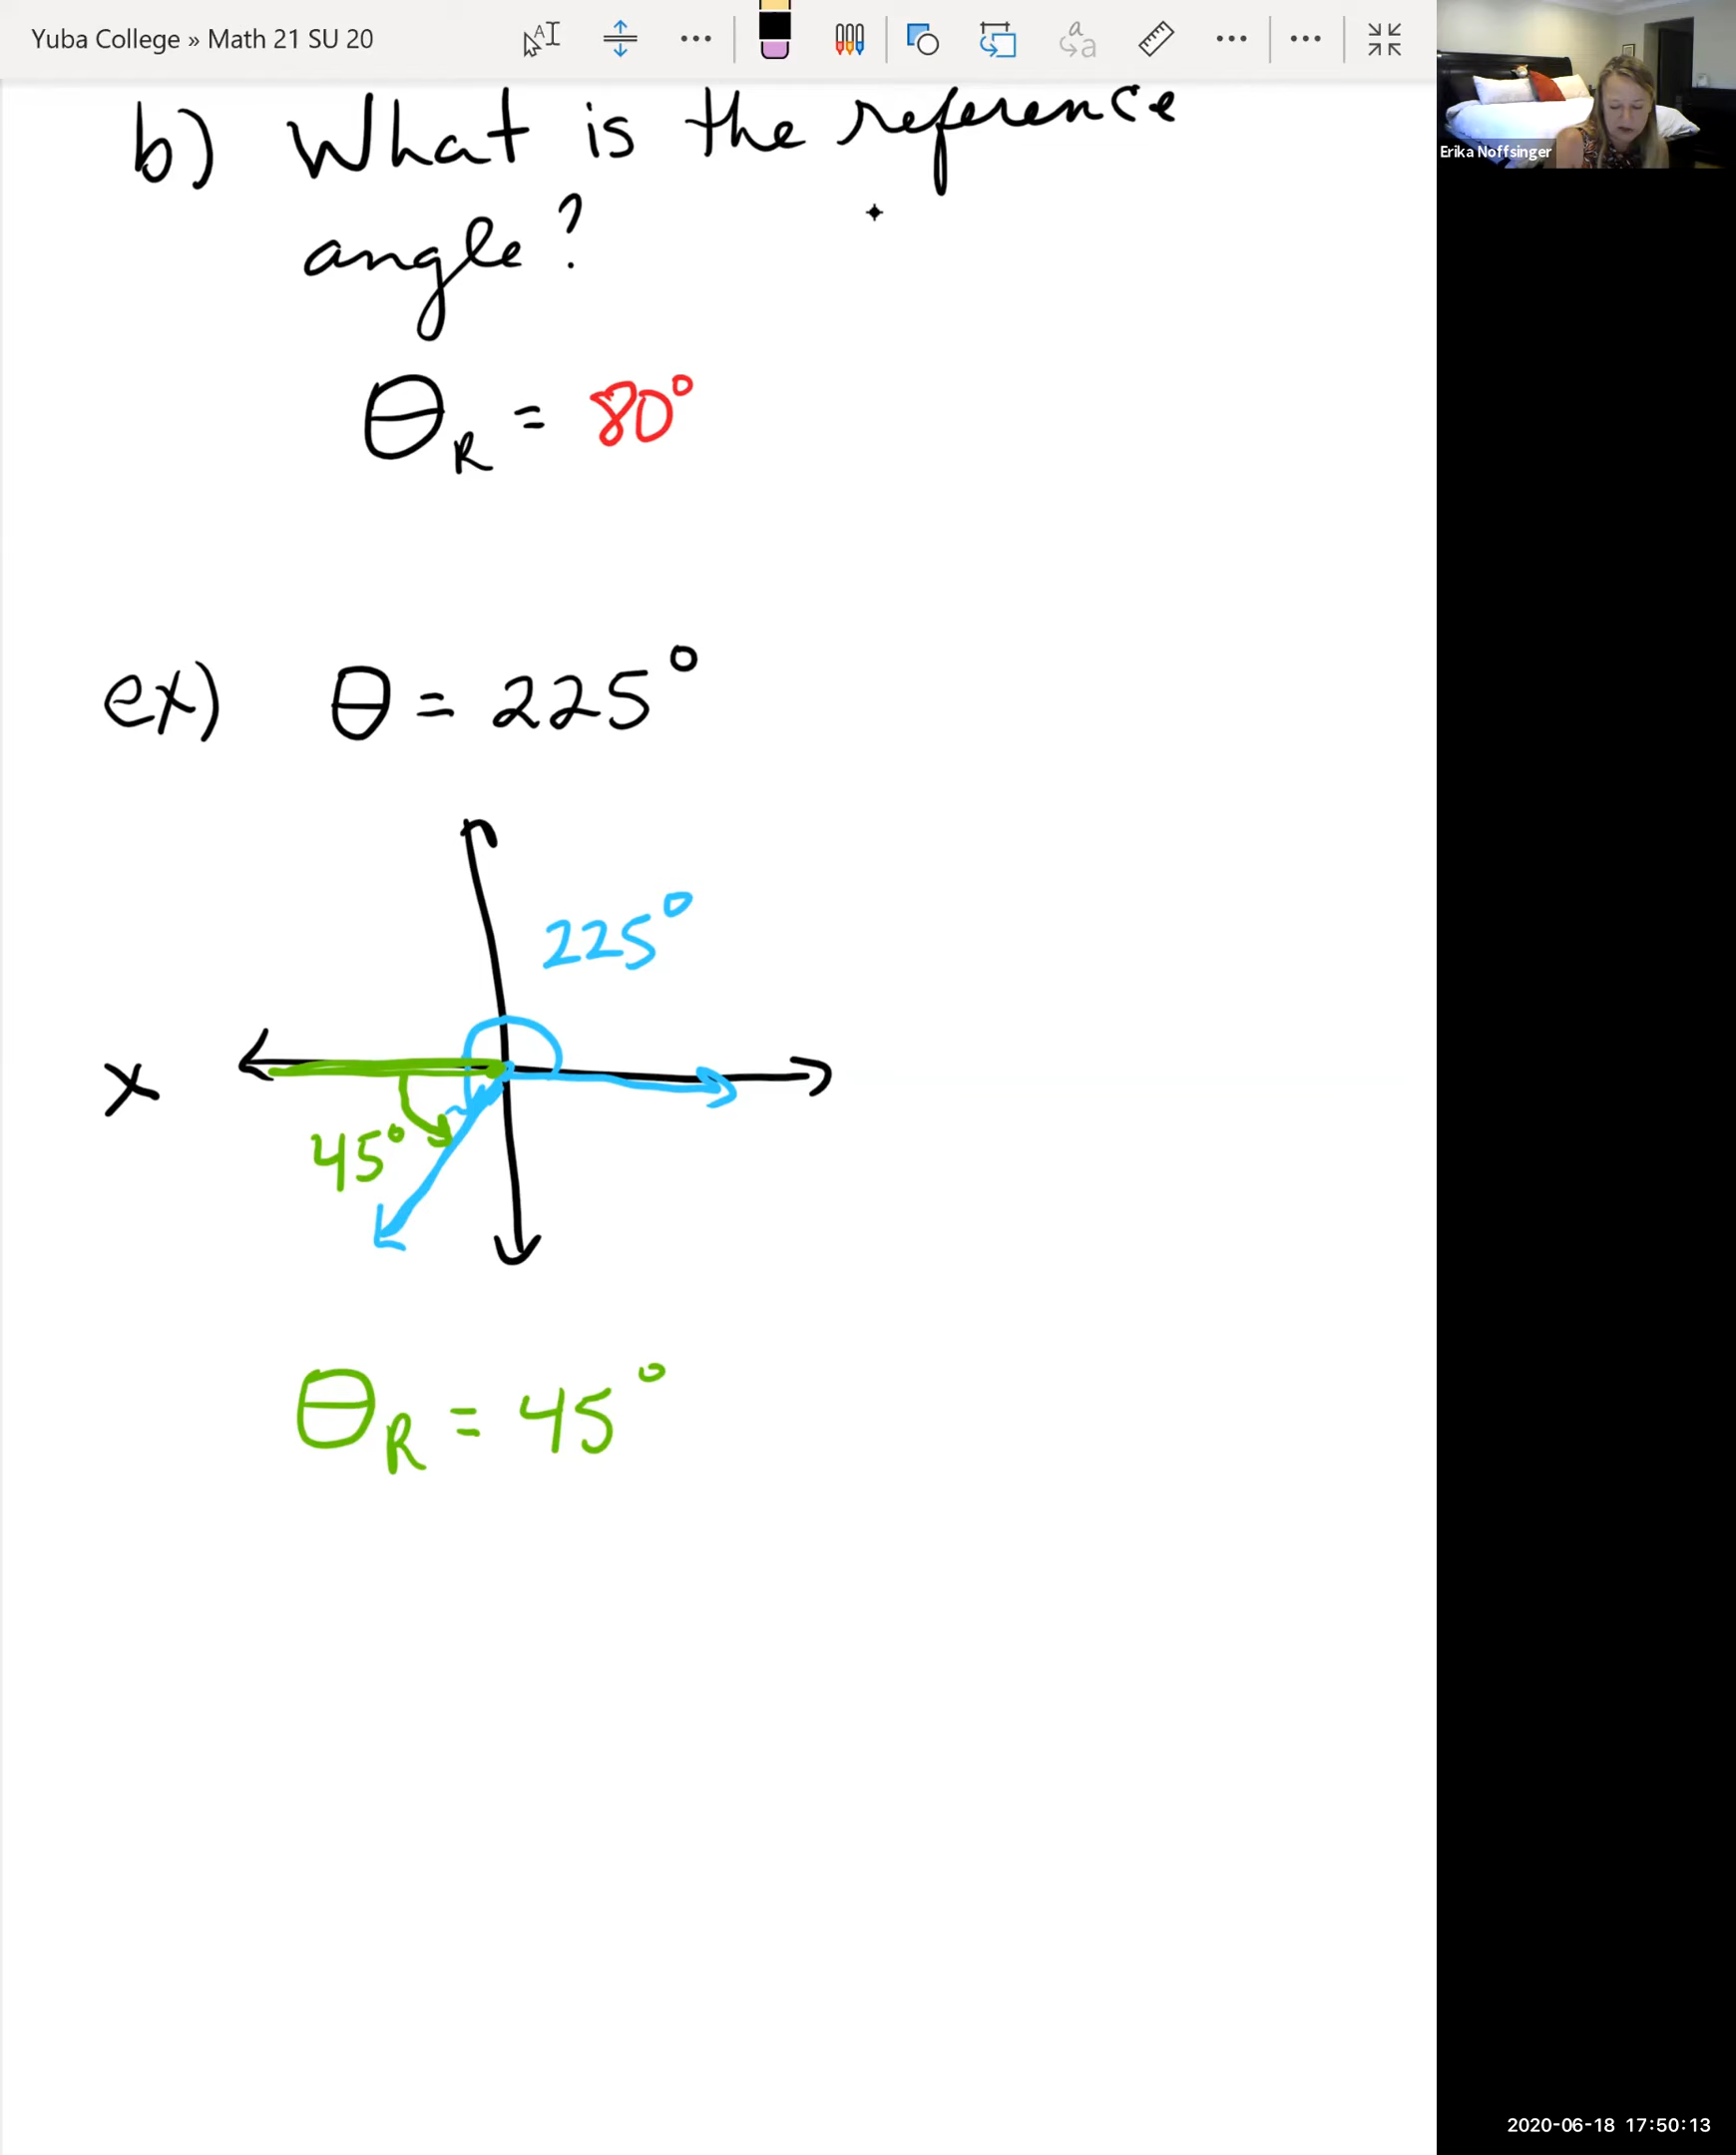 Yuba College » Math 21 SU 20
Erika Noffsinger
b) What is the reference
angle?
θR = 80°
ex) θ = 225°
225°
x
45°
θR = 45°
2020-06-18 17:50:13